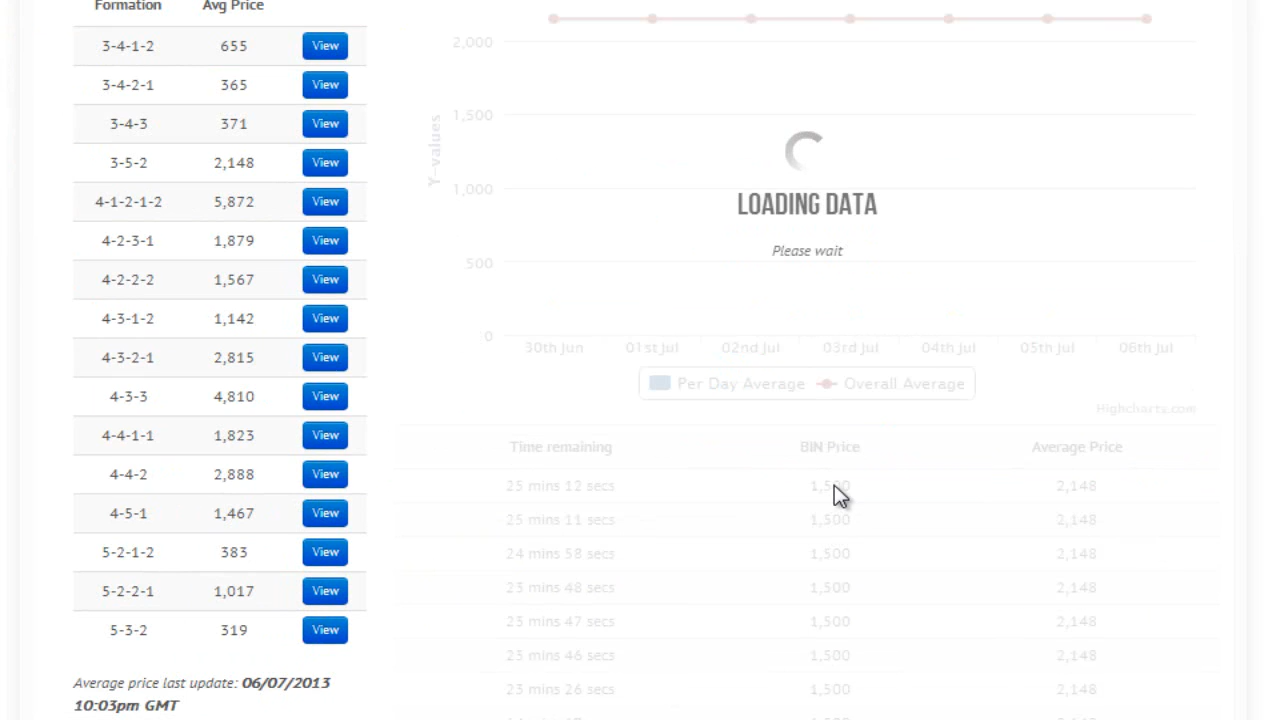 Formation Avg Price
3-4-1-2 655 View
3-4-2-1 365 View
3-4-3 371 View
3-5-2 2,148 View
4-1-2-1-2 5,872 View
4-2-3-1 1,879 View
4-2-2-2 1,567 View
4-3-1-2 1,142 View
4-3-2-1 2,815 View
4-3-3 4,810 View
4-4-1-1 1,823 View
4-4-2 2,888 View
4-5-1 1,467 View
5-2-1-2 383 View
5-2-2-1 1,017 View
5-3-2 319 View
Average price last update: 06/07/2013
10:03pm GMT
2,000
1,500
1,000
500
0
Y-values
LOADING DATA
Please wait
30th Jun 01st Jul 02nd Jul 03rd Jul 04th Jul 05th Jul 06th Jul
Per Day Average Overall Average
Highcharts.com
Time remaining BIN Price Average Price
25 mins 12 secs 1,500 2,148
25 mins 11 secs 1,500 2,148
24 mins 58 secs 1,500 2,148
23 mins 48 secs 1,500 2,148
23 mins 47 secs 1,500 2,148
23 mins 46 secs 1,500 2,148
23 mins 26 secs 1,500 2,148